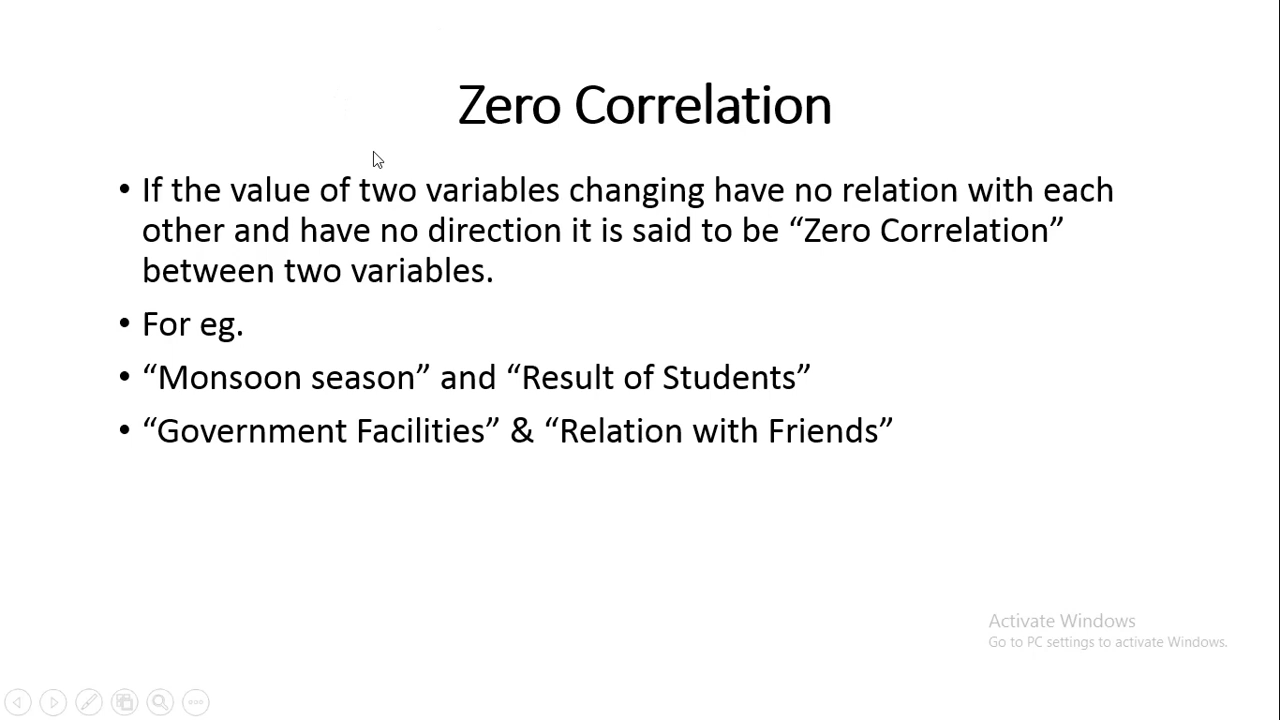 Zero Correlation
• If the value of two variables changing have no relation with each
other and have no direction it is said to be “Zero Correlation”
between two variables.
• For eg.
• “Monsoon season” and “Result of Students”
• “Government Facilities” & “Relation with Friends”
Activate Windows
Go to PC settings to activate Windows.